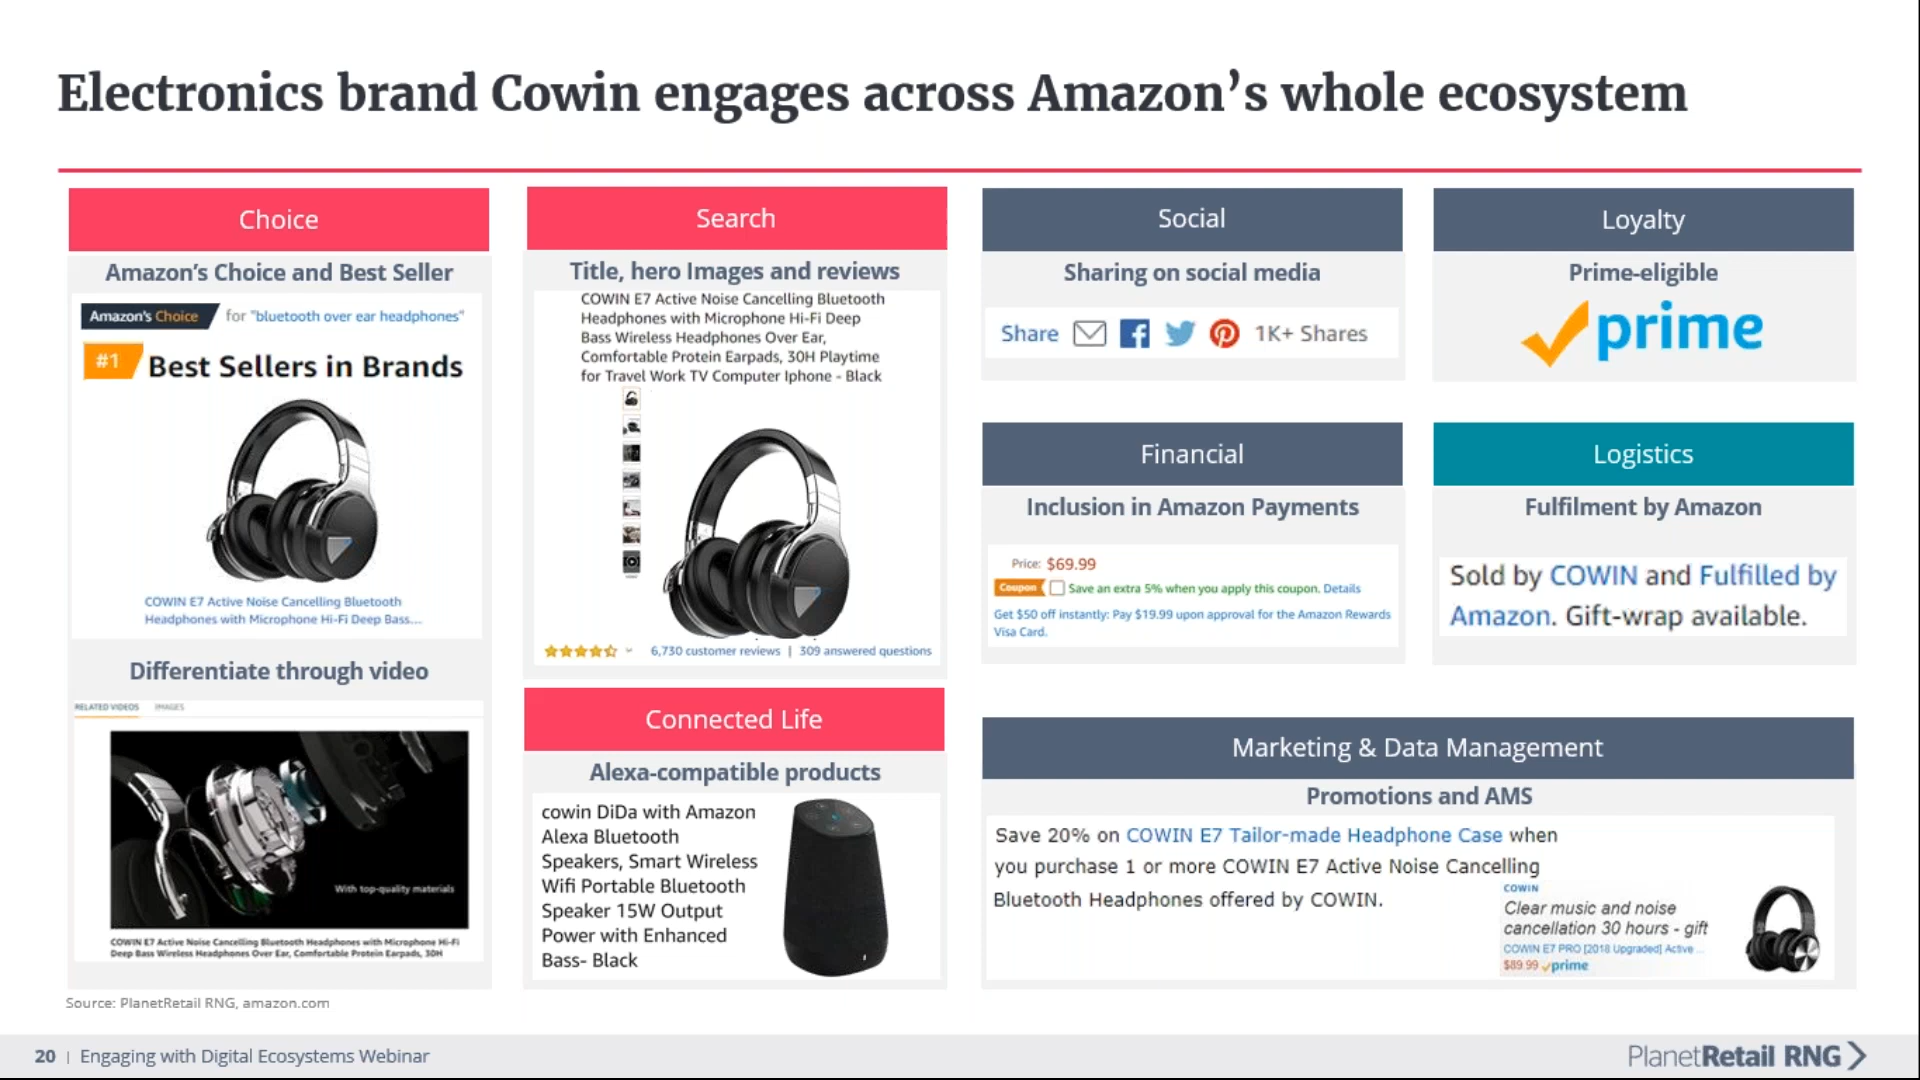 Electronics brand Cowin engages across Amazon’s whole ecosystem
Choice
Amazon’s Choice and Best Seller
Amazon's Choice for "bluetooth over ear headphones"
#1 Best Sellers in Brands
COWIN E7 Active Noise Cancelling Bluetooth
Headphones with Microphone Hi-Fi Deep Bass...
Differentiate through video
RELATED VIDEOS IMAGES
With top-quality materials
COWIN E7 Active Noise Cancelling Bluetooth Headphones with Microphone Hi-Fi
Deep Bass Wireless Headphones Over Ear, Comfortable Protein Earpads, 30H
Search
Title, hero Images and reviews
COWIN E7 Active Noise Cancelling Bluetooth
Headphones with Microphone Hi-Fi Deep
Bass Wireless Headphones Over Ear,
Comfortable Protein Earpads, 30H Playtime
for Travel Work TV Computer Iphone - Black
6,730 customer reviews | 309 answered questions
Connected Life
Alexa-compatible products
cowin DiDa with Amazon
Alexa Bluetooth
Speakers, Smart Wireless
Wifi Portable Bluetooth
Speaker 15W Output
Power with Enhanced
Bass- Black
Social
Sharing on social media
Share 1K+ Shares
Loyalty
Prime-eligible
prime
Financial
Inclusion in Amazon Payments
Price: $69.99
Coupon Save an extra 5% when you apply this coupon. Details
Get $50 off instantly: Pay $19.99 upon approval for the Amazon Rewards
Visa Card.
Logistics
Fulfilment by Amazon
Sold by COWIN and Fulfilled by
Amazon. Gift-wrap available.
Marketing & Data Management
Promotions and AMS
Save 20% on COWIN E7 Tailor-made Headphone Case when
you purchase 1 or more COWIN E7 Active Noise Cancelling
Bluetooth Headphones offered by COWIN.
COWIN
Clear music and noise
cancellation 30 hours - gift
COWIN E7 PRO [2018 Upgraded] Active ...
$89.99 prime
Source: PlanetRetail RNG, amazon.com
20 | Engaging with Digital Ecosystems Webinar
PlanetRetail RNG